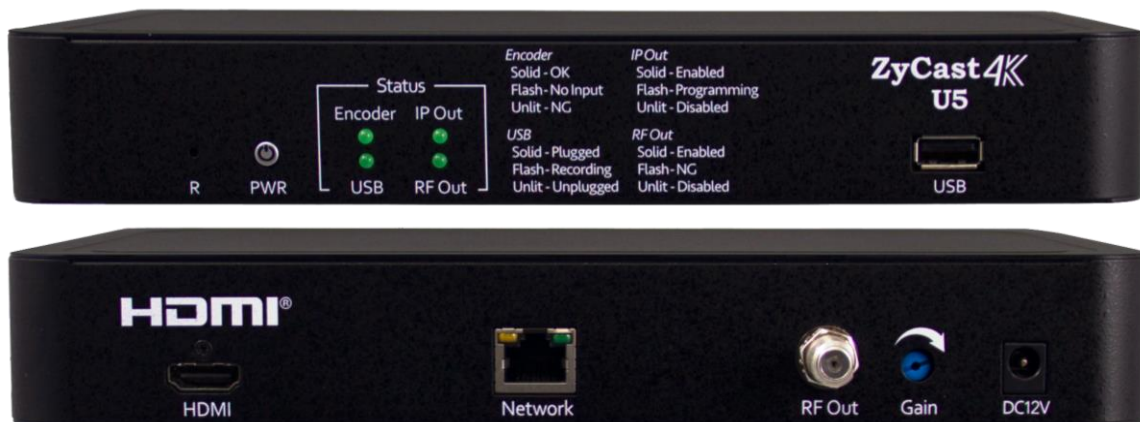 Encoder
Solid - OK
Flash - No Input
Unlit - NG
IP Out
Solid - Enabled
Flash - Programming
Unlit - Disabled
USB
Solid - Plugged
Flash - Recording
Unlit - Unplugged
RF Out
Solid - Enabled
Flash - NG
Unlit - Disabled
ZyCast 4K
U5
Status
Encoder IP Out
USB RF Out
R PWR
USB
HDMI®
HDMI
Network
RF Out
Gain
DC12V